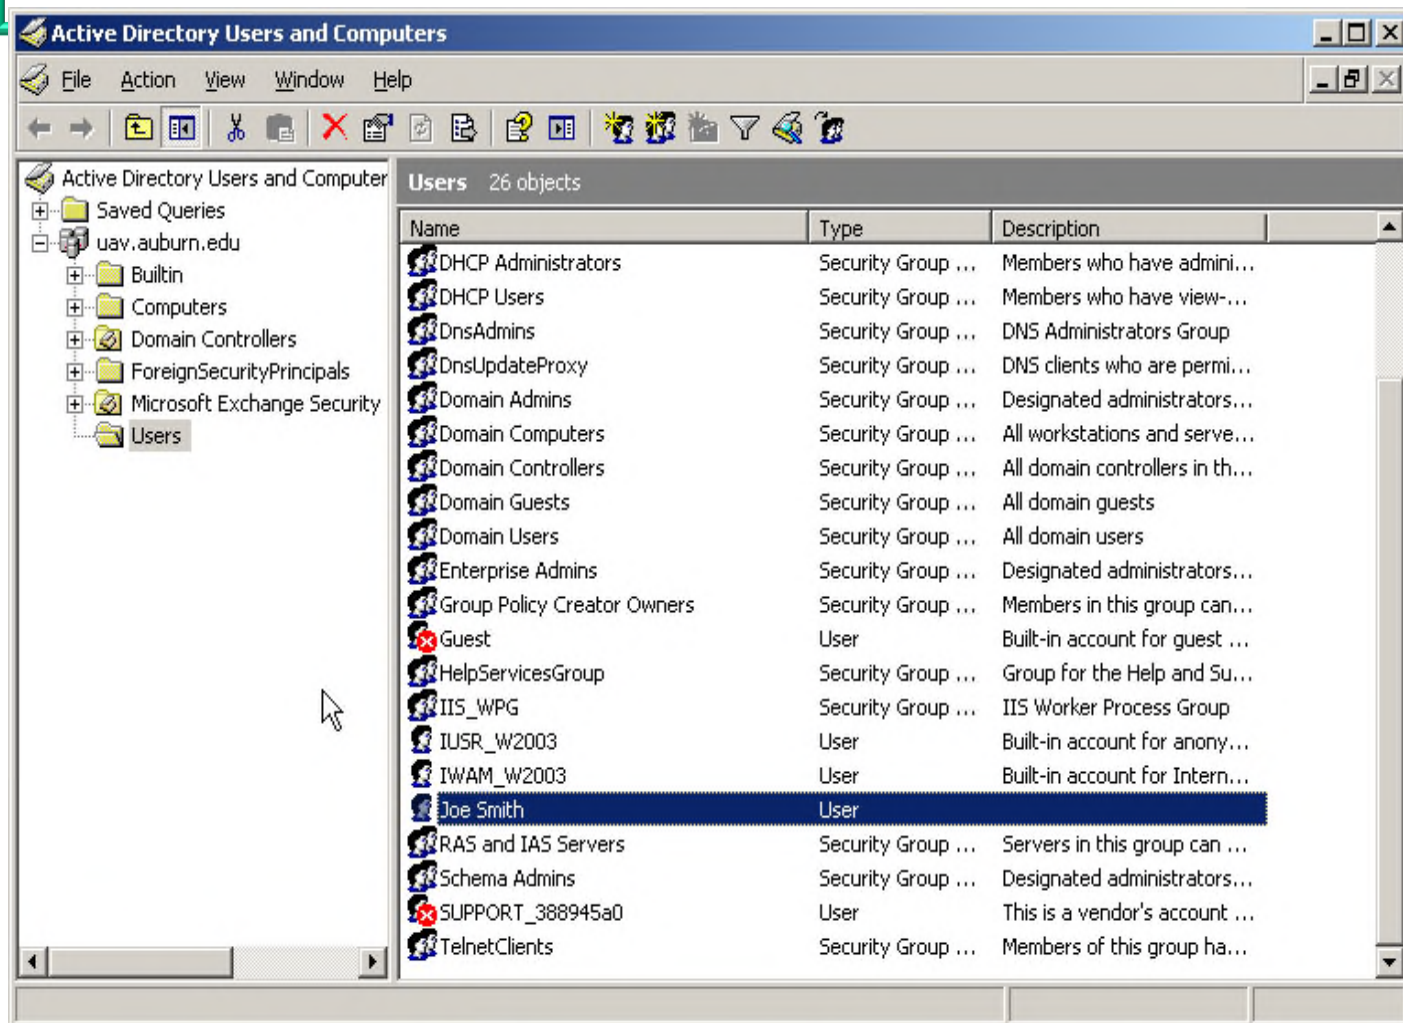 Active Directory Users and Computers
File Action View Window Help
Active Directory Users and Computer
Saved Queries
uav.auburn.edu
Builtin
Computers
Domain Controllers
ForeignSecurityPrincipals
Microsoft Exchange Security
Users
Users 26 objects
Name Type Description
DHCP Administrators Security Group ... Members who have admini...
DHCP Users Security Group ... Members who have view-...
DnsAdmins Security Group ... DNS Administrators Group
DnsUpdateProxy Security Group ... DNS clients who are permi...
Domain Admins Security Group ... Designated administrators...
Domain Computers Security Group ... All workstations and serve...
Domain Controllers Security Group ... All domain controllers in th...
Domain Guests Security Group ... All domain guests
Domain Users Security Group ... All domain users
Enterprise Admins Security Group ... Designated administrators...
Group Policy Creator Owners Security Group ... Members in this group can...
Guest User Built-in account for guest ...
HelpServicesGroup Security Group ... Group for the Help and Su...
IIS_WPG Security Group ... IIS Worker Process Group
IUSR_W2003 User Built-in account for anony...
IWAM_W2003 User Built-in account for Intern...
Joe Smith User
RAS and IAS Servers Security Group ... Servers in this group can ...
Schema Admins Security Group ... Designated administrators...
SUPPORT_388945a0 User This is a vendor's account ...
TelnetClients Security Group ... Members of this group ha...